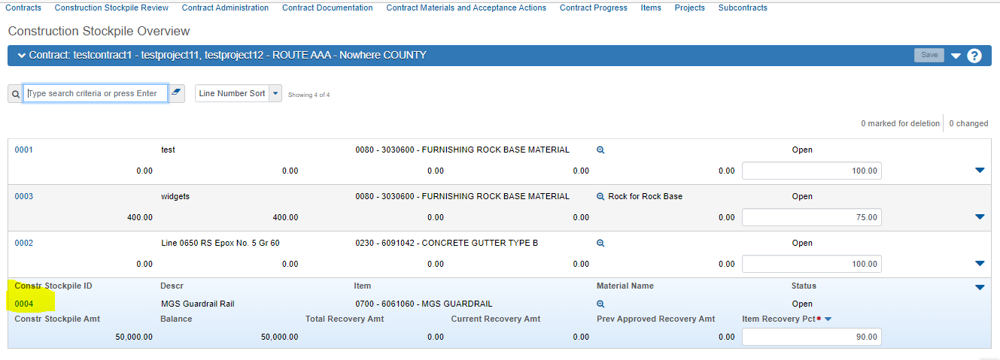 Contracts Construction Stockpile Review Contract Administration Contract Documentation Contract Materials and Acceptance Actions Contract Progress Items Projects Subcontracts
Construction Stockpile Overview
Contract: testcontract1 - testproject11, testproject12 - ROUTE AAA - Nowhere COUNTY Save ?
Type search criteria or press Enter Line Number Sort Showing 4 of 4
0 marked for deletion 0 changed
0001 test 0080 - 3030600 - FURNISHING ROCK BASE MATERIAL Open
0.00 0.00 0.00 0.00 0.00 100.00
0003 widgets 0080 - 3030600 - FURNISHING ROCK BASE MATERIAL Rock for Rock Base Open
400.00 400.00 0.00 0.00 0.00 75.00
0002 Line 0650 RS Epox No. 5 Gr 60 0230 - 6091042 - CONCRETE GUTTER TYPE B Open
0.00 0.00 0.00 0.00 0.00 100.00
Constr Stockpile ID Descr Item Material Name Status
0004 MGS Guardrail Rail 0700 - 6061060 - MGS GUARDRAIL Open
Constr Stockpile Amt Balance Total Recovery Amt Current Recovery Amt Prev Approved Recovery Amt Item Recovery Pct*
50,000.00 50,000.00 0.00 0.00 0.00 90.00